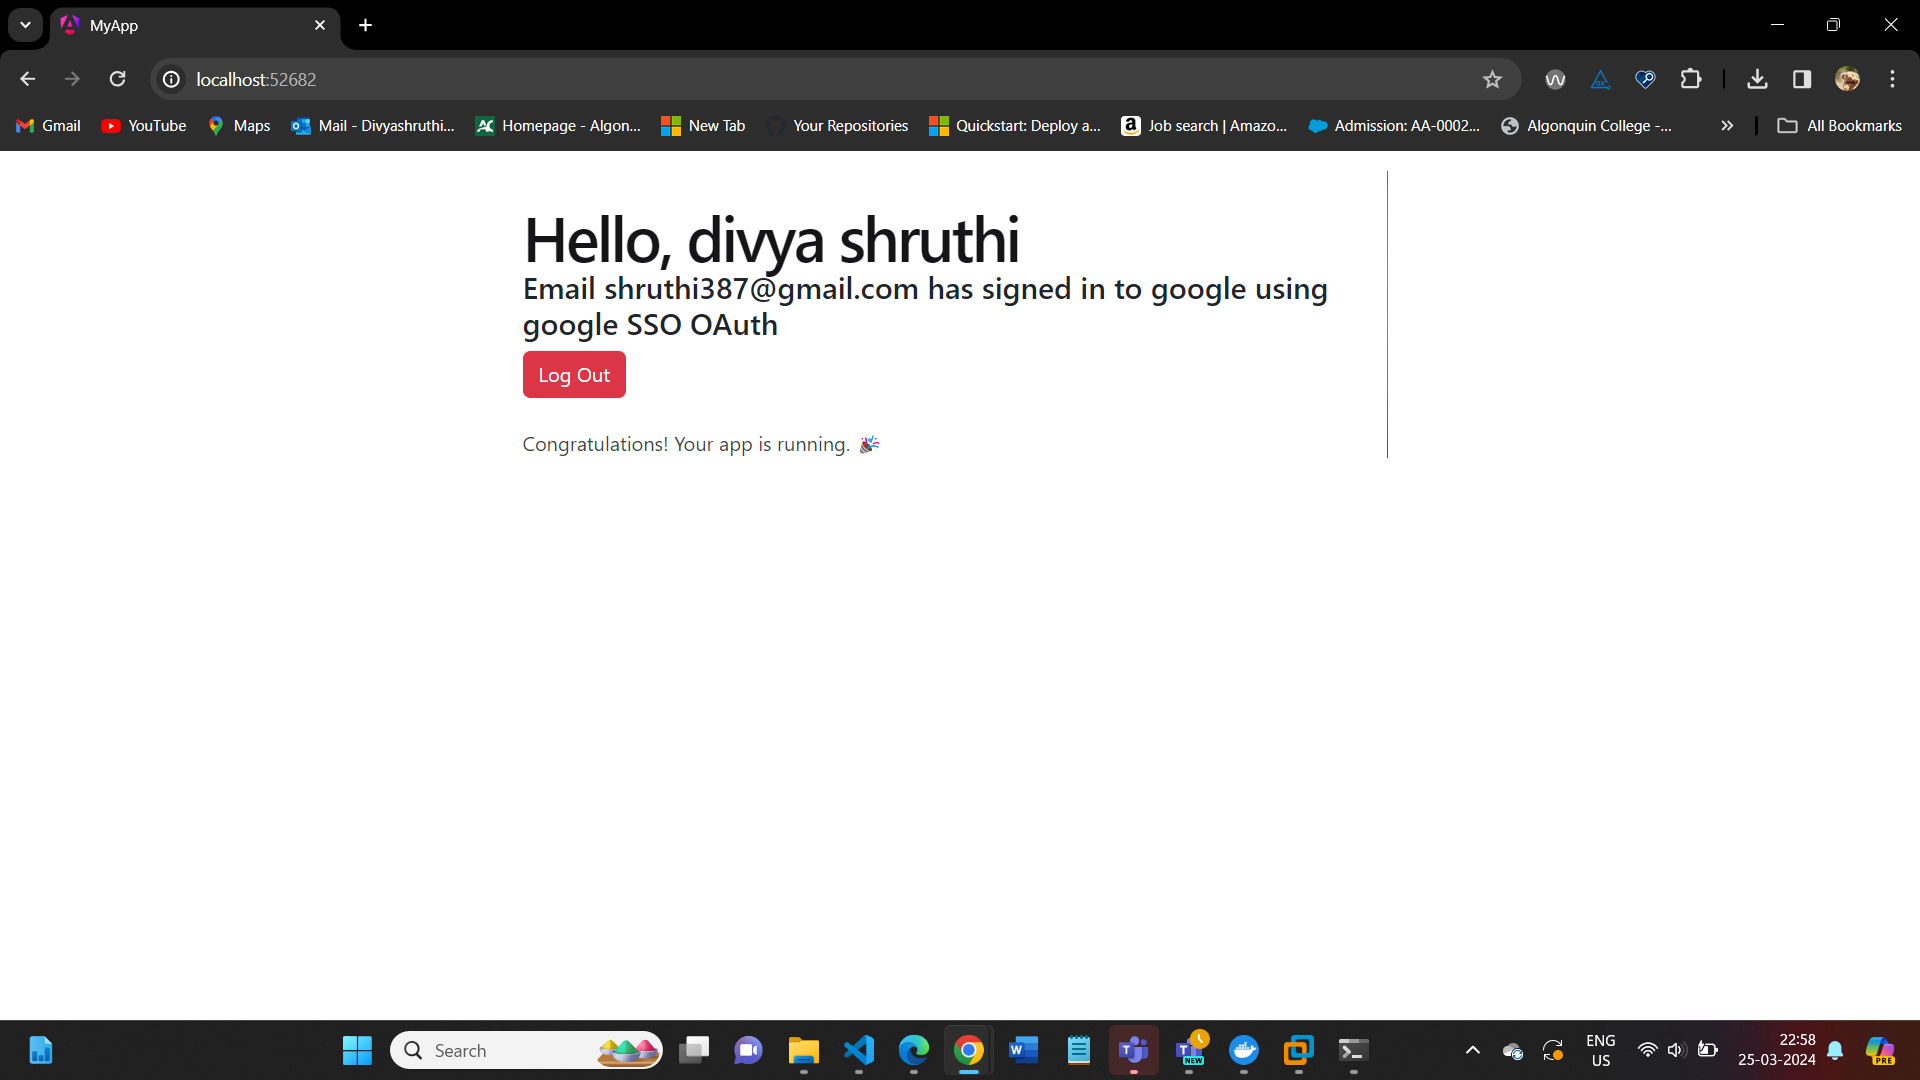 MyApp
localhost:52682
Gmail YouTube Maps Mail - Divyashruthi... Homepage - Algon... New Tab Your Repositories Quickstart: Deploy a... Job search | Amazo... Admission: AA-0002... Algonquin College -... » All Bookmarks
Hello, divya shruthi
Email shruthi387@gmail.com has signed in to google using
google SSO OAuth
Log Out
Congratulations! Your app is running. 🎉
Search
NEW
ENG
US
22:58
25-03-2024
PRE